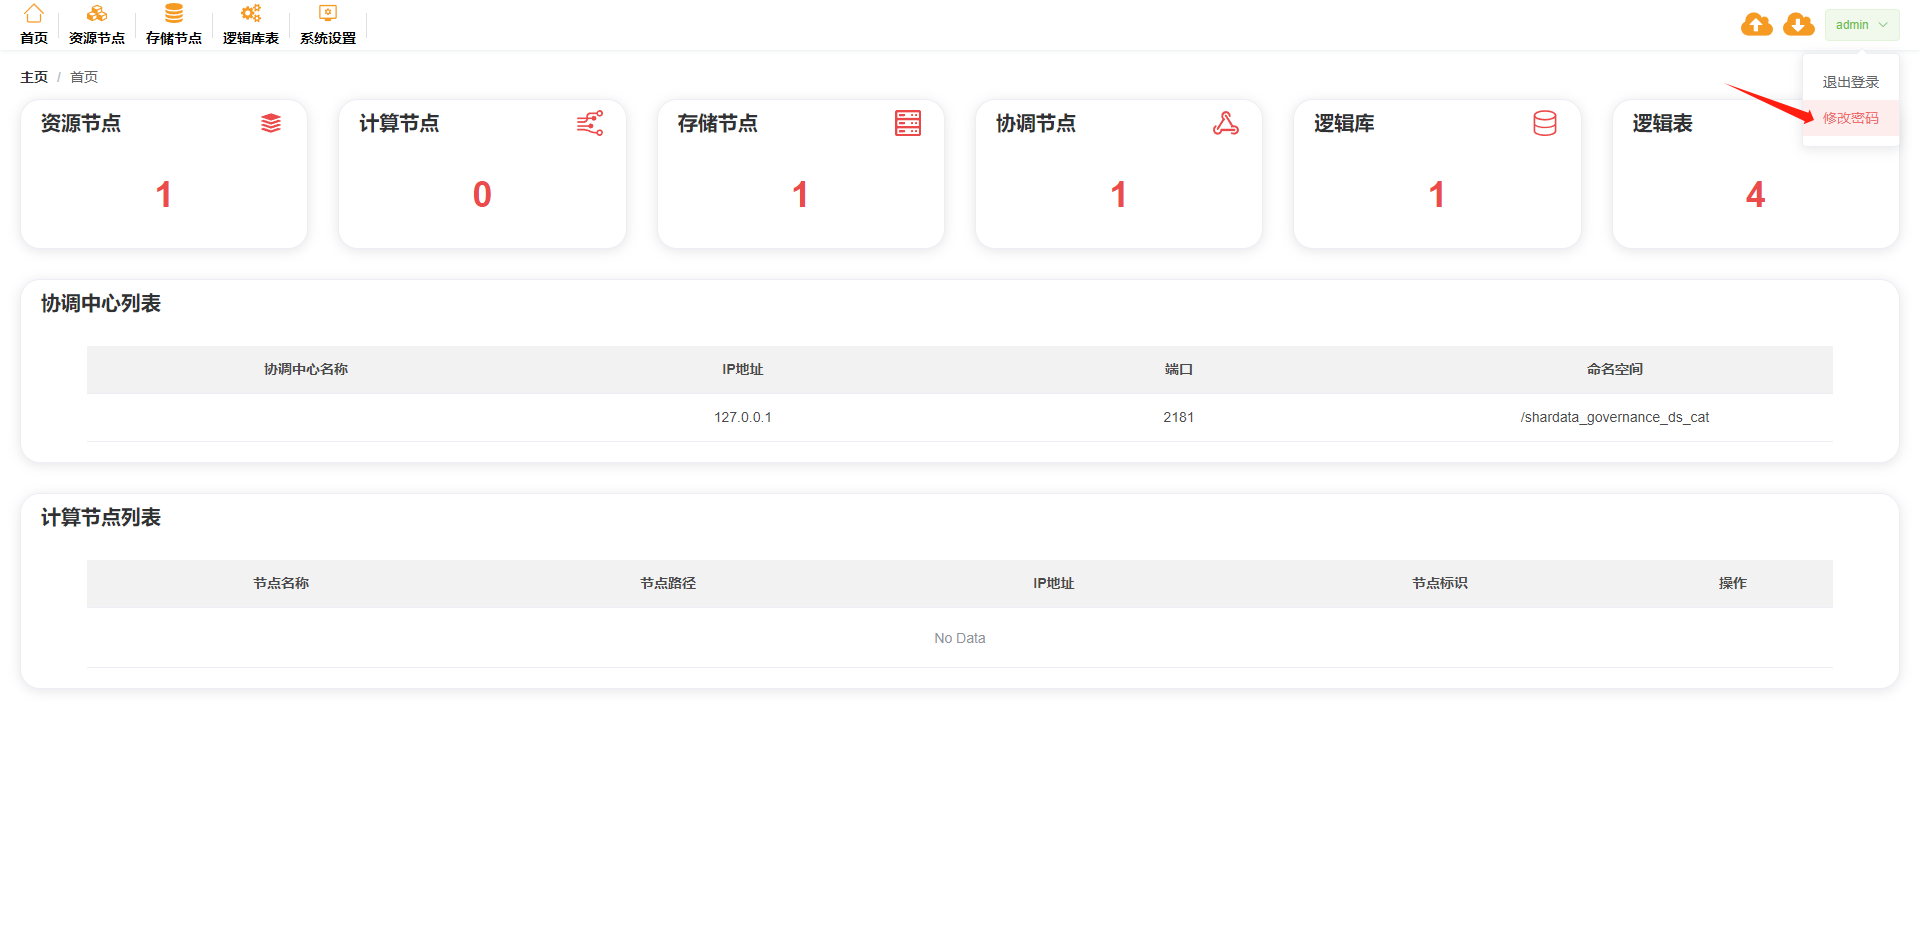 首页 资源节点 存储节点 逻辑库表 系统设置 admin
主页 / 首页
退出登录
修改密码
资源节点 计算节点 存储节点 协调节点 逻辑库 逻辑表
1 0 1 1 1 4
协调中心列表
协调中心名称 IP地址 端口 命名空间
127.0.0.1 2181 /shardata_governance_ds_cat
计算节点列表
节点名称 节点路径 IP地址 节点标识 操作
No Data